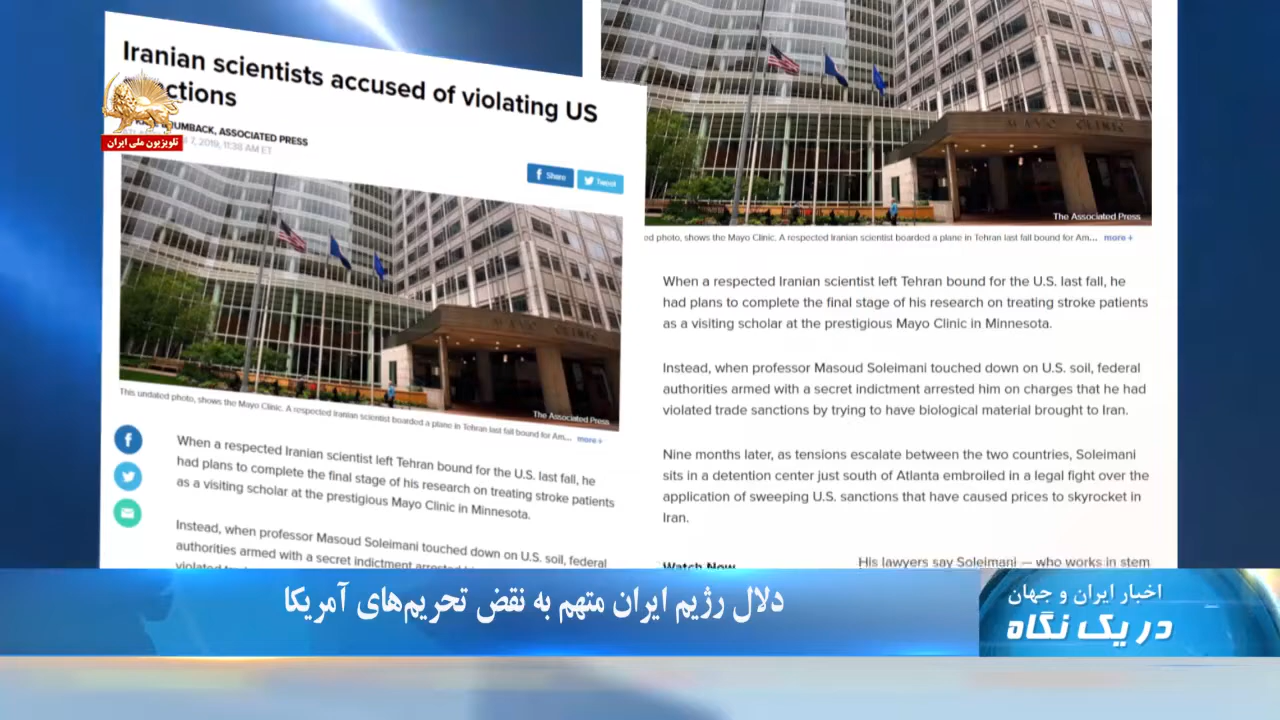 Iranian scientists accused of violating US
ctions
RUMBACK, ASSOCIATED PRESS
7, 2019, 11:38 AM ET
تلویزیون ملی ایران
Share
Tweet
MAYO CLINIC
The Associated Press
This undated photo, shows the Mayo Clinic. A respected Iranian scientist boarded a plane in Tehran last fall bound for Am... more +
When a respected Iranian scientist left Tehran bound for the U.S. last fall, he
had plans to complete the final stage of his research on treating stroke patients
as a visiting scholar at the prestigious Mayo Clinic in Minnesota.
Instead, when professor Masoud Soleimani touched down on U.S. soil, federal
authorities armed with a secret indictment
MAYO CLINIC
The Associated Press
ed photo, shows the Mayo Clinic. A respected Iranian scientist boarded a plane in Tehran last fall bound for Am... more +
When a respected Iranian scientist left Tehran bound for the U.S. last fall, he
had plans to complete the final stage of his research on treating stroke patients
as a visiting scholar at the prestigious Mayo Clinic in Minnesota.
Instead, when professor Masoud Soleimani touched down on U.S. soil, federal
authorities armed with a secret indictment arrested him on charges that he had
violated trade sanctions by trying to have biological material brought to Iran.
Nine months later, as tensions escalate between the two countries, Soleimani
sits in a detention center just south of Atlanta embroiled in a legal fight over the
application of sweeping U.S. sanctions that have caused prices to skyrocket in
Iran.
Watch Now
His lawyers say Soleimani — who works in stem
دلال رژیم ایران متهم به نقض تحریم‌های آمریکا
اخبار ایران و جهان
در یک نگاه